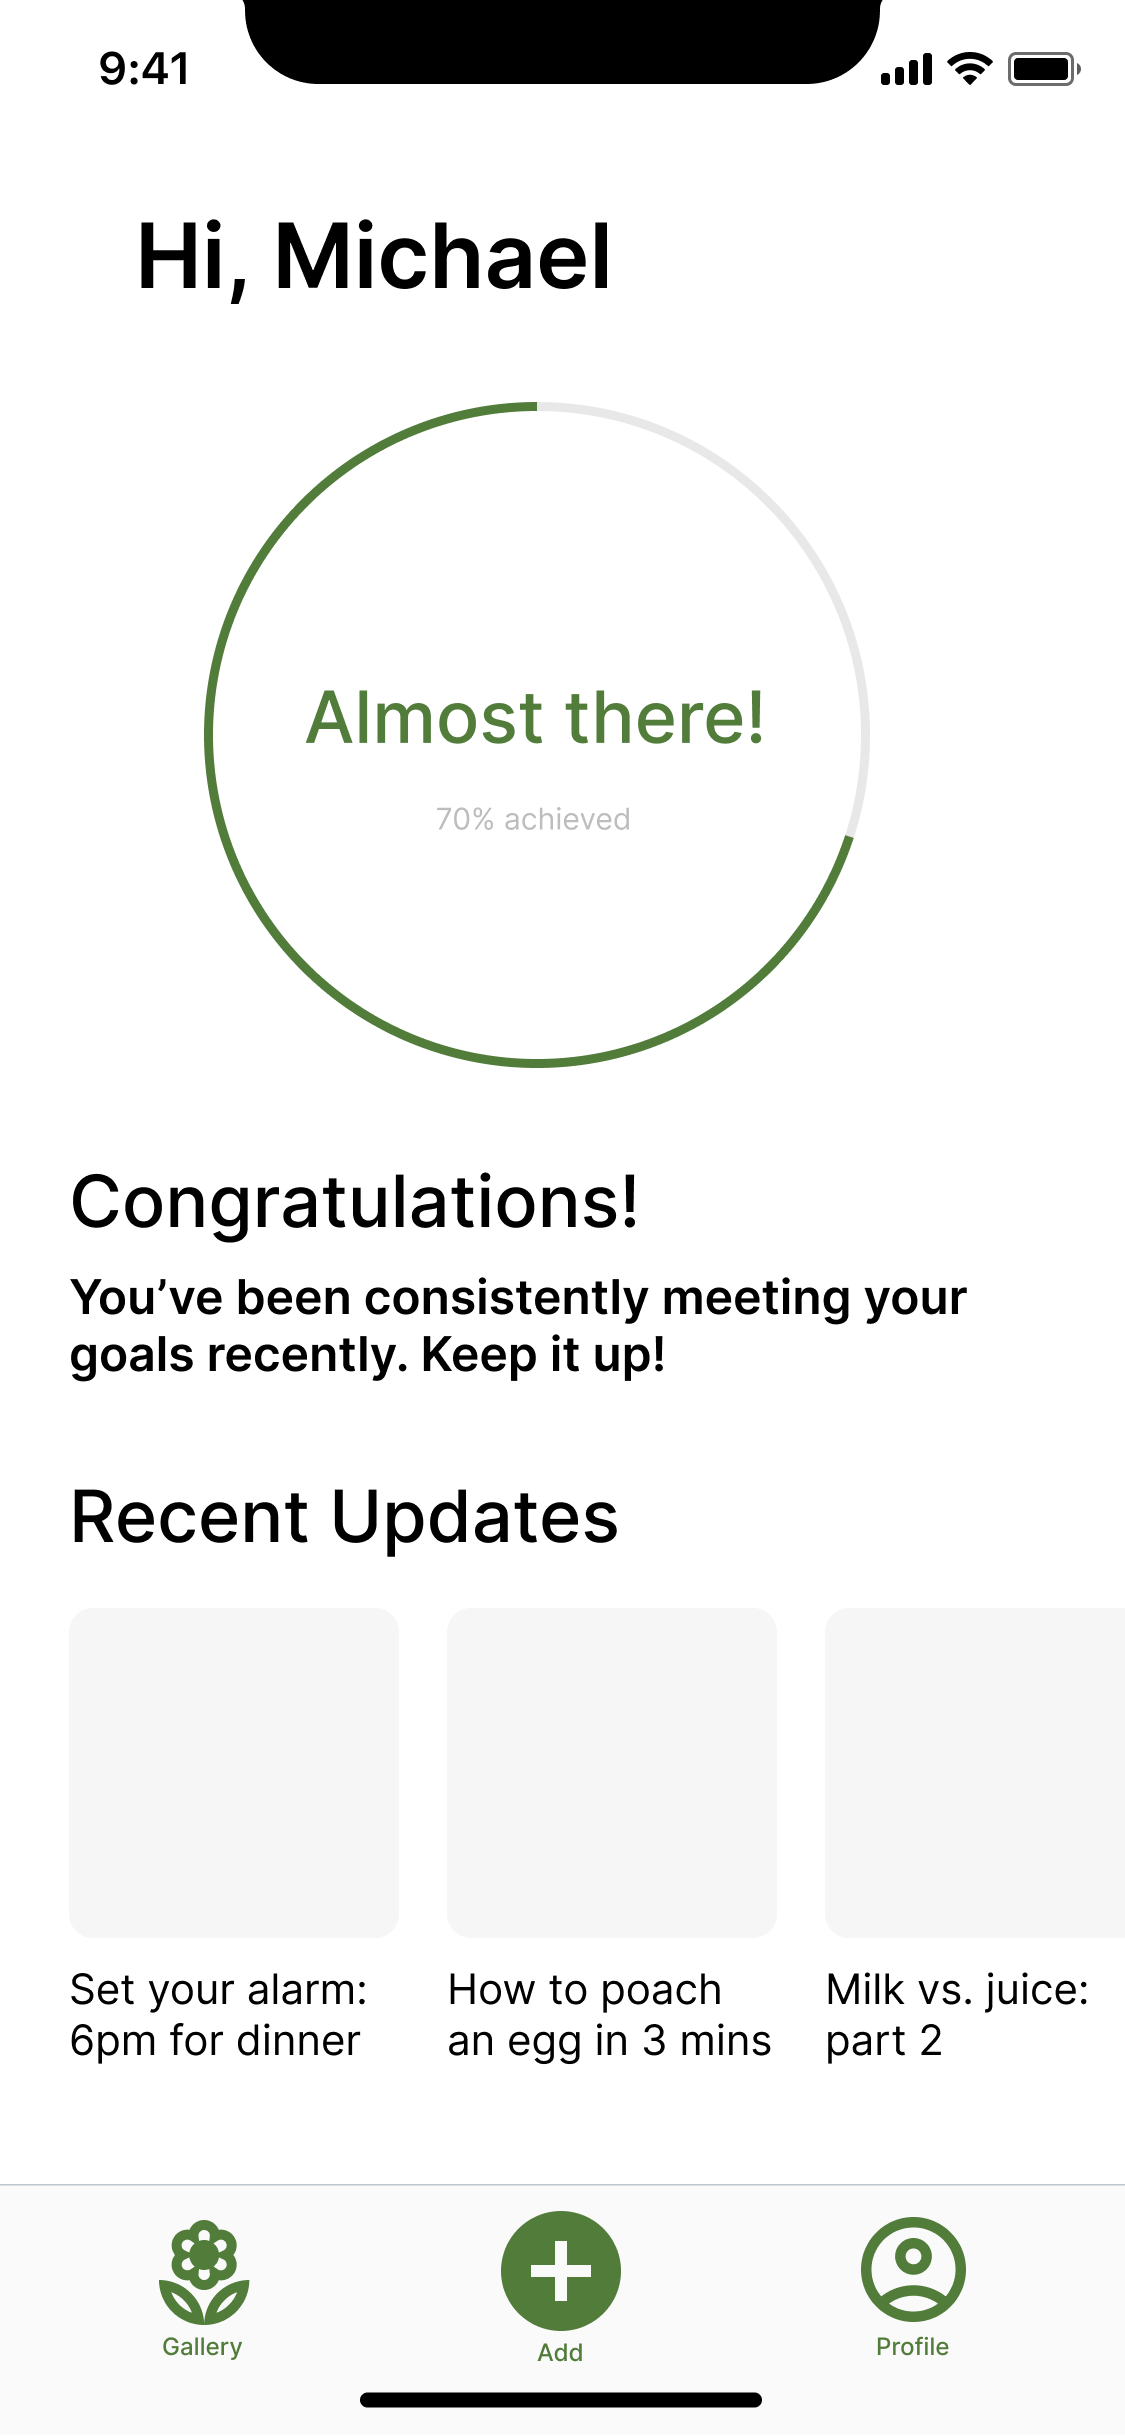 9:41
Hi, Michael
Almost there!
70% achieved
Congratulations!
You’ve been consistently meeting your
goals recently. Keep it up!
Recent Updates
Set your alarm:
6pm for dinner
How to poach
an egg in 3 mins
Milk vs. juice:
part 2
Gallery
Add
Profile